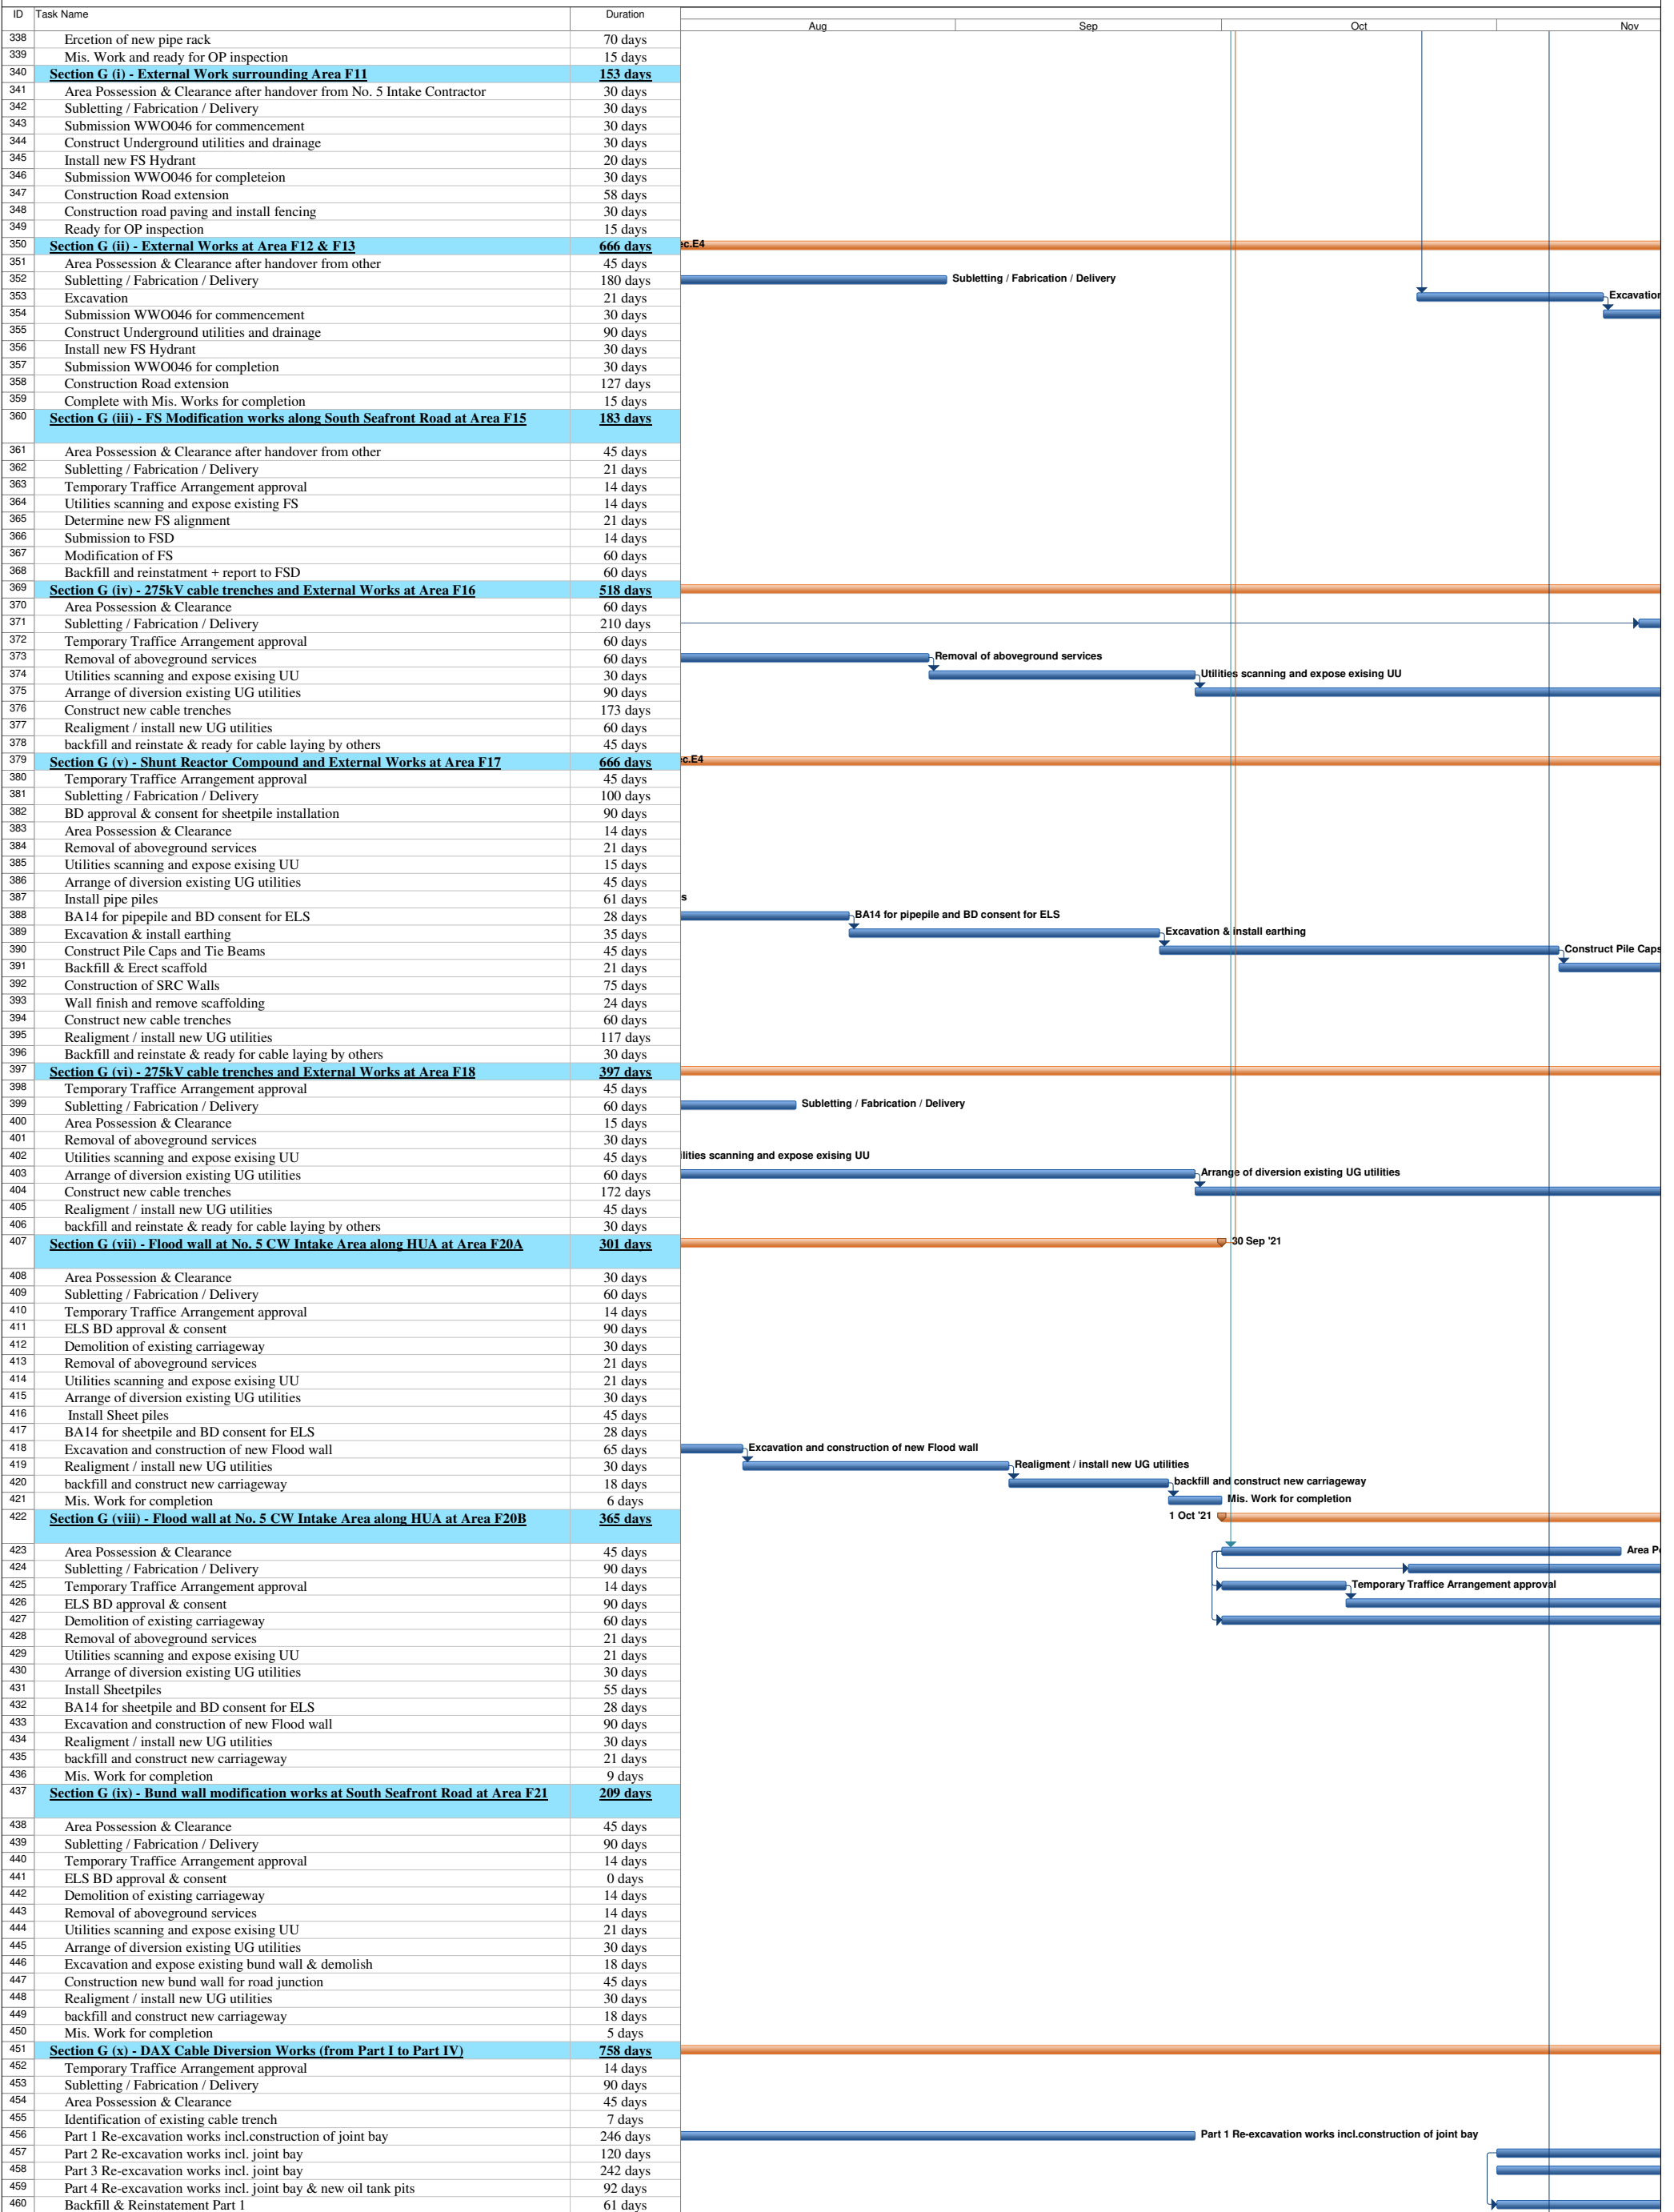 ID Task Name Duration Aug Sep Oct Nov
338 Ercetion of new pipe rack 70 days
339 Mis. Work and ready for OP inspection 15 days
340 Section G (i) - External Work surrounding Area F11 153 days
341 Area Possession & Clearance after handover from No. 5 Intake Contractor 30 days
342 Subletting / Fabrication / Delivery 30 days
343 Submission WWO046 for commencement 30 days
344 Construct Underground utilities and drainage 30 days
345 Install new FS Hydrant 20 days
346 Submission WWO046 for completeion 30 days
347 Construction Road extension 58 days
348 Construction road paving and install fencing 30 days
349 Ready for OP inspection 15 days
350 Section G (ii) - External Works at Area F12 & F13 666 days ec.E4
351 Area Possession & Clearance after handover from other 45 days
352 Subletting / Fabrication / Delivery 180 days Subletting / Fabrication / Delivery
353 Excavation 21 days Excavation
354 Submission WWO046 for commencement 30 days
355 Construct Underground utilities and drainage 90 days
356 Install new FS Hydrant 30 days
357 Submission WWO046 for completion 30 days
358 Construction Road extension 127 days
359 Complete with Mis. Works for completion 15 days
360 Section G (iii) - FS Modification works along South Seafront Road at Area F15 183 days
361 Area Possession & Clearance after handover from other 45 days
362 Subletting / Fabrication / Delivery 21 days
363 Temporary Traffice Arrangement approval 14 days
364 Utilities scanning and expose existing FS 14 days
365 Determine new FS alignment 21 days
366 Submission to FSD 14 days
367 Modification of FS 60 days
368 Backfill and reinstatment + report to FSD 60 days
369 Section G (iv) - 275kV cable trenches and External Works at Area F16 518 days
370 Area Possession & Clearance 60 days
371 Subletting / Fabrication / Delivery 210 days
372 Temporary Traffice Arrangement approval 60 days
373 Removal of aboveground services 60 days Removal of aboveground services
374 Utilities scanning and expose exising UU 30 days Utilities scanning and expose exising UU
375 Arrange of diversion existing UG utilities 90 days
376 Construct new cable trenches 173 days
377 Realigment / install new UG utilities 60 days
378 backfill and reinstate & ready for cable laying by others 45 days
379 Section G (v) - Shunt Reactor Compound and External Works at Area F17 666 days ec.E4
380 Temporary Traffice Arrangement approval 45 days
381 Subletting / Fabrication / Delivery 100 days
382 BD approval & consent for sheetpile installation 90 days
383 Area Possession & Clearance 14 days
384 Removal of aboveground services 21 days
385 Utilities scanning and expose exising UU 15 days
386 Arrange of diversion existing UG utilities 45 days
387 Install pipe piles 61 days s
388 BA14 for pipepile and BD consent for ELS 28 days BA14 for pipepile and BD consent for ELS
389 Excavation & install earthing 35 days Excavation & install earthing
390 Construct Pile Caps and Tie Beams 45 days Construct Pile Caps
391 Backfill & Erect scaffold 21 days
392 Construction of SRC Walls 75 days
393 Wall finish and remove scaffolding 24 days
394 Construct new cable trenches 60 days
395 Realigment / install new UG utilities 117 days
396 Backfill and reinstate & ready for cable laying by others 30 days
397 Section G (vi) - 275kV cable trenches and External Works at Area F18 397 days
398 Temporary Traffice Arrangement approval 45 days
399 Subletting / Fabrication / Delivery 60 days Subletting / Fabrication / Delivery
400 Area Possession & Clearance 15 days
401 Removal of aboveground services 30 days
402 Utilities scanning and expose exising UU 45 days ilities scanning and expose exising UU
403 Arrange of diversion existing UG utilities 60 days Arrange of diversion existing UG utilities
404 Construct new cable trenches 172 days
405 Realigment / install new UG utilities 45 days
406 backfill and reinstate & ready for cable laying by others 30 days
407 Section G (vii) - Flood wall at No. 5 CW Intake Area along HUA at Area F20A 301 days 30 Sep '21
408 Area Possession & Clearance 30 days
409 Subletting / Fabrication / Delivery 60 days
410 Temporary Traffice Arrangement approval 14 days
411 ELS BD approval & consent 90 days
412 Demolition of existing carriageway 30 days
413 Removal of aboveground services 21 days
414 Utilities scanning and expose exising UU 21 days
415 Arrange of diversion existing UG utilities 30 days
416 Install Sheet piles 45 days
417 BA14 for sheetpile and BD consent for ELS 28 days
418 Excavation and construction of new Flood wall 65 days Excavation and construction of new Flood wall
419 Realigment / install new UG utilities 30 days Realigment / install new UG utilities
420 backfill and construct new carriageway 18 days backfill and construct new carriageway
421 Mis. Work for completion 6 days Mis. Work for completion
422 Section G (viii) - Flood wall at No. 5 CW Intake Area along HUA at Area F20B 365 days 1 Oct '21
423 Area Possession & Clearance 45 days Area P
424 Subletting / Fabrication / Delivery 90 days
425 Temporary Traffice Arrangement approval 14 days Temporary Traffice Arrangement approval
426 ELS BD approval & consent 90 days
427 Demolition of existing carriageway 60 days
428 Removal of aboveground services 21 days
429 Utilities scanning and expose exising UU 21 days
430 Arrange of diversion existing UG utilities 30 days
431 Install Sheetpiles 55 days
432 BA14 for sheetpile and BD consent for ELS 28 days
433 Excavation and construction of new Flood wall 90 days
434 Realigment / install new UG utilities 30 days
435 backfill and construct new carriageway 21 days
436 Mis. Work for completion 9 days
437 Section G (ix) - Bund wall modification works at South Seafront Road at Area F21 209 days
438 Area Possession & Clearance 45 days
439 Subletting / Fabrication / Delivery 90 days
440 Temporary Traffice Arrangement approval 14 days
441 ELS BD approval & consent 0 days
442 Demolition of existing carriageway 14 days
443 Removal of aboveground services 14 days
444 Utilities scanning and expose exising UU 21 days
445 Arrange of diversion existing UG utilities 30 days
446 Excavation and expose existing bund wall & demolish 18 days
447 Construction new bund wall for road junction 45 days
448 Realigment / install new UG utilities 30 days
449 backfill and construct new carriageway 18 days
450 Mis. Work for completion 5 days
451 Section G (x) - DAX Cable Diversion Works (from Part I to Part IV) 758 days
452 Temporary Traffice Arrangement approval 14 days
453 Subletting / Fabrication / Delivery 90 days
454 Area Possession & Clearance 45 days
455 Identification of existing cable trench 7 days
456 Part 1 Re-excavation works incl.construction of joint bay 246 days Part 1 Re-excavation works incl.construction of joint bay
457 Part 2 Re-excavation works incl. joint bay 120 days
458 Part 3 Re-excavation works incl. joint bay 242 days
459 Part 4 Re-excavation works incl. joint bay & new oil tank pits 92 days
460 Backfill & Reinstatement Part 1 61 days